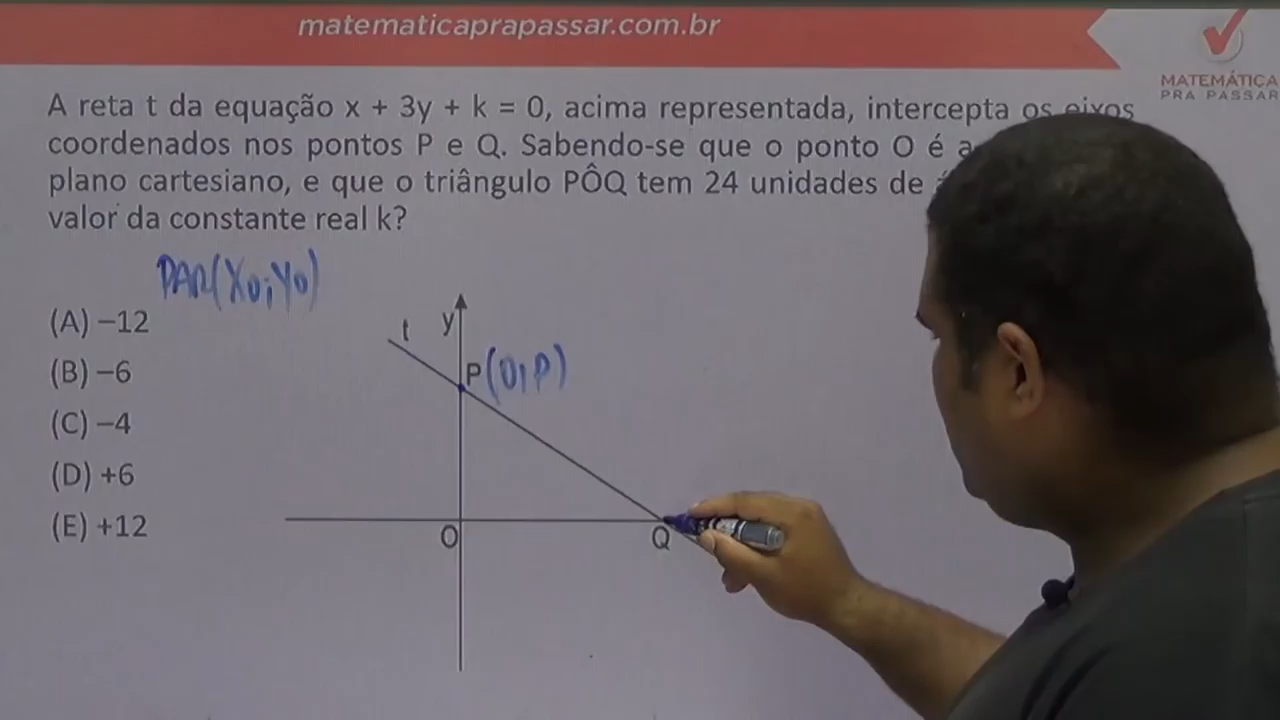 matematicaprapassar.com.br
MATEMÁTICA
PRA PASSAR
A reta t da equação x + 3y + k = 0, acima representada, intercepta os eixos
coordenados nos pontos P e Q. Sabendo-se que o ponto O é a
plano cartesiano, e que o triângulo PÔQ tem 24 unidades de
valor da constante real k?
PAR(X0;Y0)
(A) –12
(B) –6
(C) –4
(D) +6
(E) +12
t
y
P(0,P)
O
Q